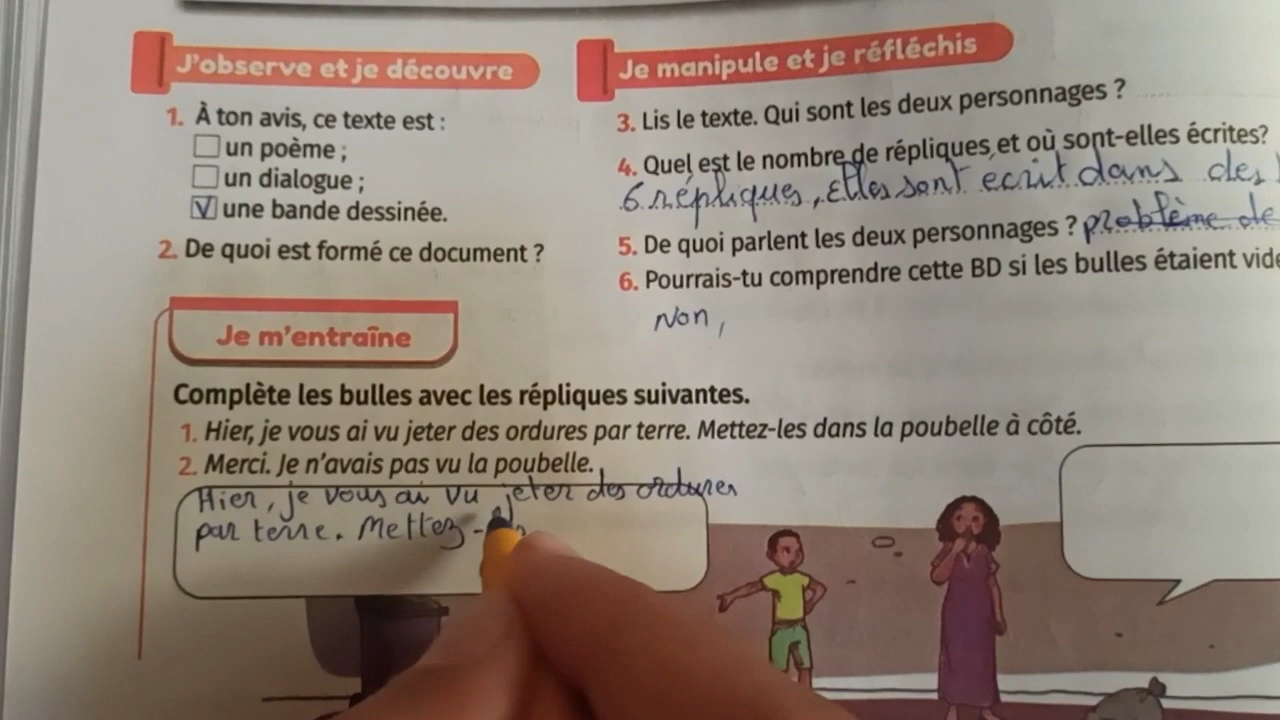 J'observe et je découvre
1. À ton avis, ce texte est :
un poème ;
un dialogue ;
V une bande dessinée.
2. De quoi est formé ce document ?
Je manipule et je réfléchis
3. Lis le texte. Qui sont les deux personnages ?
4. Quel est le nombre de répliques et où sont-elles écrites?
6 répliques, Elles sont ecrit dans des
5. De quoi parlent les deux personnages ? problème de
6. Pourrais-tu comprendre cette BD si les bulles étaient
Non,
Je m'entraîne
Complète les bulles avec les répliques suivantes.
1. Hier, je vous ai vu jeter des ordures par terre. Mettez-les dans la poubelle à côté.
2. Merci. Je n'avais pas vu la poubelle.
Hier, je vous ai vu jeter des ordures
par terre. Mettez-